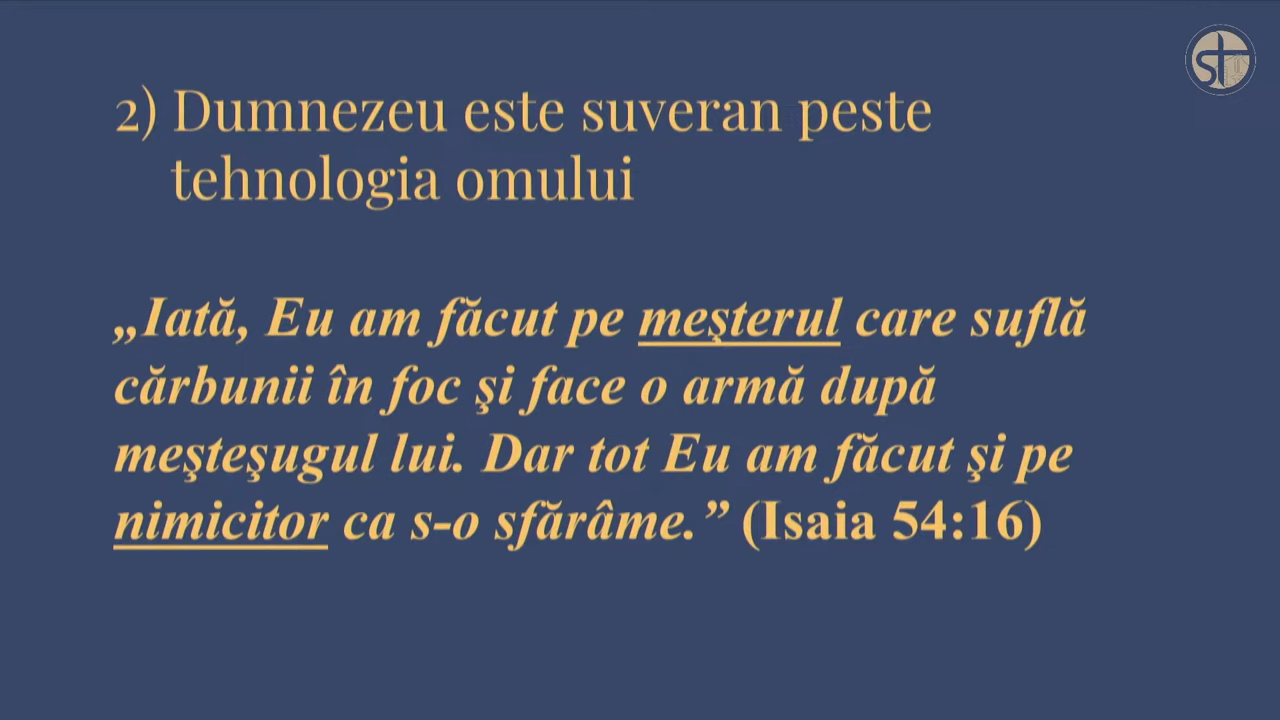 2) Dumnezeu este suveran peste
tehnologia omului
„Iată, Eu am făcut pe meşterul care suflă
cărbunii în foc şi face o armă după
meşteşugul lui. Dar tot Eu am făcut şi pe
nimicitor ca s-o sfărâme.” (Isaia 54:16)